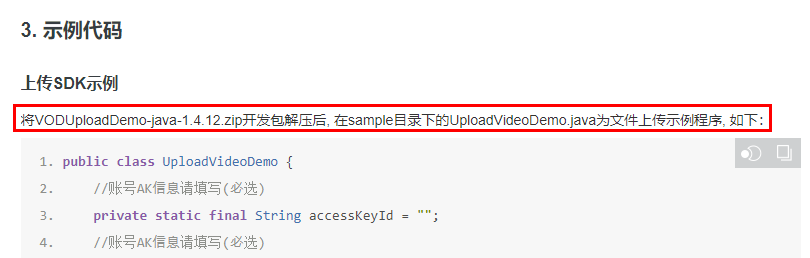 3. 示例代码
上传SDK示例
将VODUploadDemo-java-1.4.12.zip开发包解压后, 在sample目录下的UploadVideoDemo.java为文件上传示例程序, 如下：
1. public class UploadVideoDemo {
2. //账号AK信息请填写(必选)
3. private static final String accessKeyId = "";
4. //账号AK信息请填写(必选)